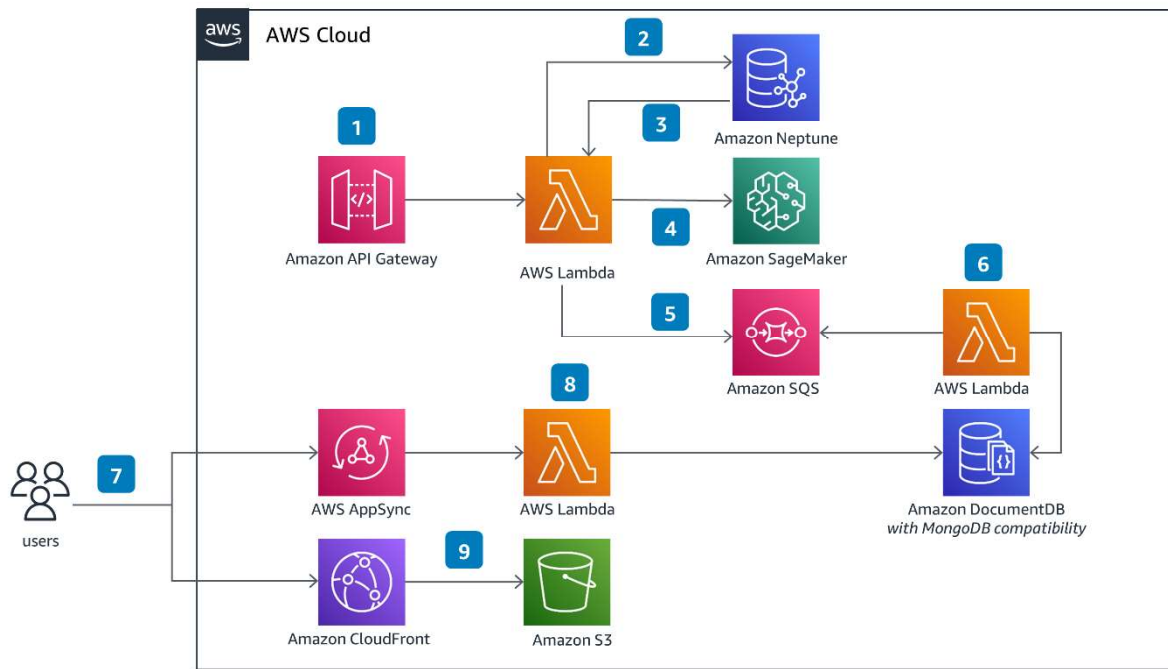 aws
AWS Cloud
2
Amazon Neptune
1
3
</>
Amazon API Gateway
AWS Lambda
4
Amazon SageMaker
6
5
Amazon SQS
AWS Lambda
8
7
users
AWS AppSync
AWS Lambda
{}
Amazon DocumentDB
with MongoDB compatibility
9
Amazon CloudFront
Amazon S3